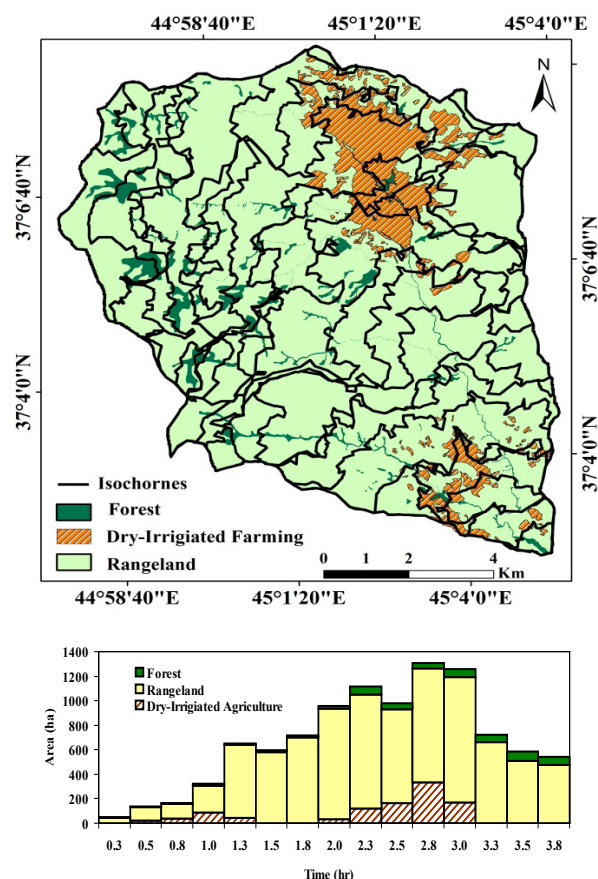 44°58'40"E 45°1'20"E 45°4'0"E
N
37°6'40"N
37°6'40"N
37°4'0"N
37°4'0"N
Isochornes
Forest
Dry-Irrigiated Farming
Rangeland
0 1 2 4
Km
44°58'40"E 45°1'20"E 45°4'0"E
1400
1200
1000
800
600
400
200
0
Area (ha)
Forest
Rangeland
Dry-Irrigiated Agriculture
0.3 0.5 0.8 1.0 1.3 1.5 1.8 2.0 2.3 2.5 2.8 3.0 3.3 3.5 3.8
Time (hr)